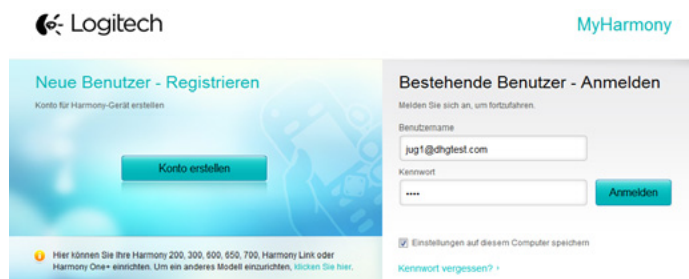 Logitech
MyHarmony
Neue Benutzer - Registrieren
Konto für Harmony-Gerät erstellen
Konto erstellen
Hier können Sie Ihre Harmony 200, 300, 600, 650, 700, Harmony Link oder
Harmony One+ einrichten. Um ein anderes Modell einzurichten, klicken Sie hier.
Bestehende Benutzer - Anmelden
Melden Sie sich an, um fortzufahren.
Benutzername
jug1@dhgtest.com
Kennwort
••••
Anmelden
Einstellungen auf diesem Computer speichern
Kennwort vergessen? ›